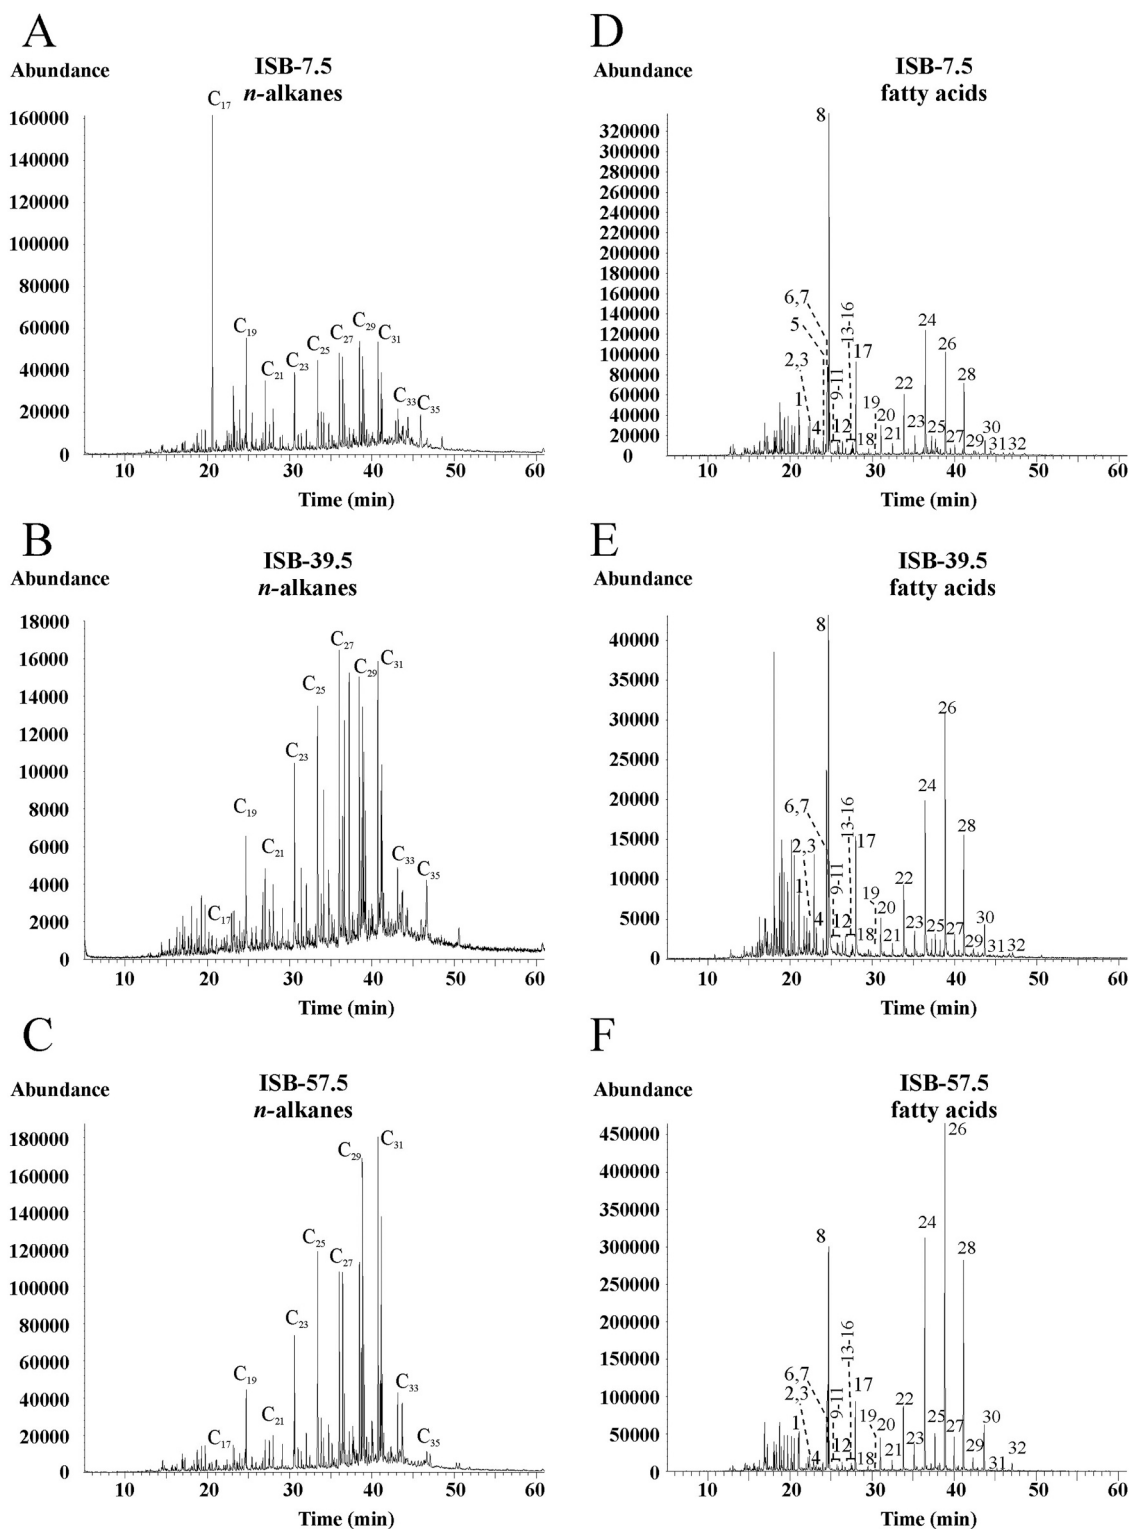 A
Abundance
ISB-7.5
n-alkanes
160000
140000
120000
100000
80000
60000
40000
20000
0
C17
C19
C21
C23
C25
C27
C29
C31
C33
C35
10 20 30 40 50 60
Time (min)
D
Abundance
ISB-7.5
fatty acids
320000
300000
280000
260000
240000
220000
200000
180000
160000
140000
120000
100000
80000
60000
40000
20000
0
8
6,7
5
2,3
1
4
9-11
12
13-16
17
18
19
20
21
22
23
24
25
26
27
28
29
30
31
32
10 20 30 40 50 60
Time (min)
B
Abundance
ISB-39.5
n-alkanes
18000
16000
14000
12000
10000
8000
6000
4000
2000
0
C17
C19
C21
C23
C25
C27
C29
C31
C33
C35
10 20 30 40 50 60
Time (min)
E
Abundance
ISB-39.5
fatty acids
40000
35000
30000
25000
20000
15000
10000
5000
0
8
6,7
2,3
1
4
9-11
12
13-16
17
18
19
20
21
22
23
24
25
26
27
28
29
30
31
32
10 20 30 40 50 60
Time (min)
C
Abundance
ISB-57.5
n-alkanes
180000
160000
140000
120000
100000
80000
60000
40000
20000
0
C17
C19
C21
C23
C25
C27
C29
C31
C33
C35
10 20 30 40 50 60
Time (min)
F
Abundance
ISB-57.5
fatty acids
450000
400000
350000
300000
250000
200000
150000
100000
50000
0
8
6,7
2,3
1
4
9-11
12
13-16
17
18
19
20
21
22
23
24
25
26
27
28
29
30
31
32
10 20 30 40 50 60
Time (min)